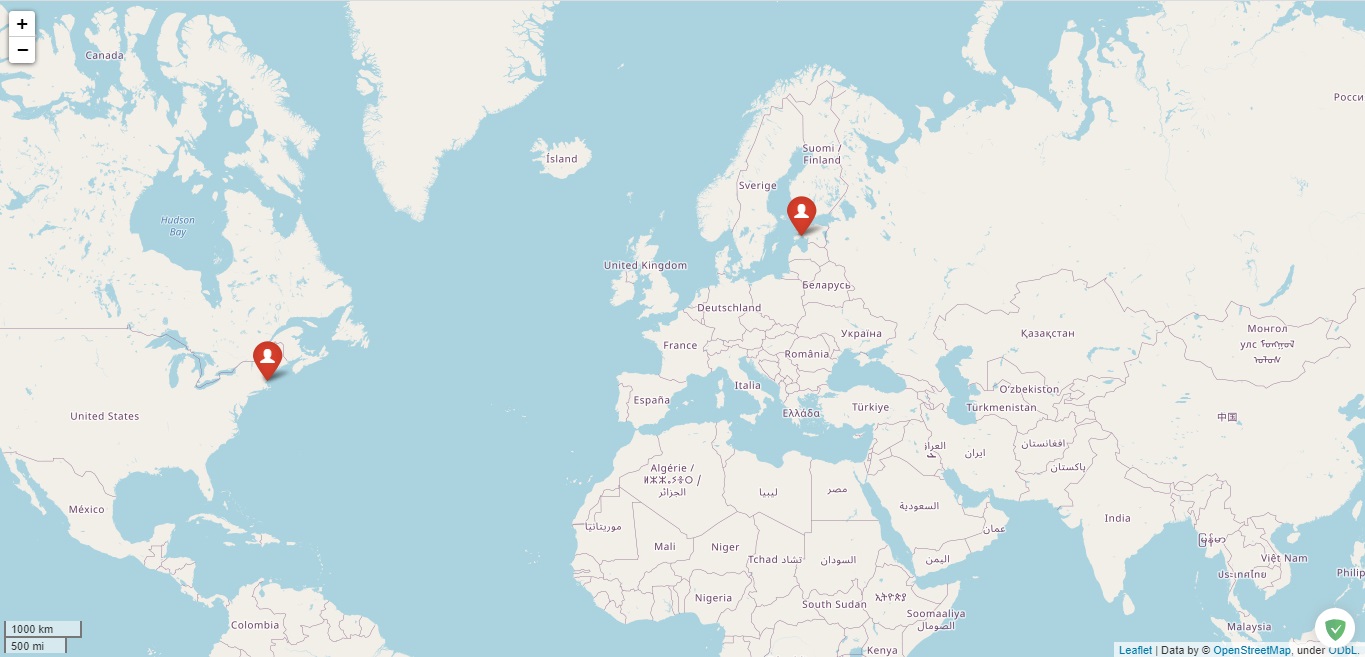 +
−
Canada
Росси
Suomi /
Finland
Ísland
Sverige
Hudson
Bay
United Kingdom
Беларусь
Deutschland
Монгол
улс
Қазақстан
Україна
France
România
Italia
Oʻzbekiston
España
Türkiye
Türkmenistan
Ελλάδα
United States
中国
افغانستان
العراق
ایران
پاکستان
Algérie /
ⵍⵣⵣⴰⵢⴻⵔ /
الجزائر
ليبيا
مصر
السعودية
México
India
موريتانيا
عمان
Mali
Niger
Tchad تشاد
السودان
اليمن
မြန်မာ
Việt Nam
ประเทศไทย
Philip
Nigeria
South Sudan
ኢትዮጵያ
Soomaaliya
الصومال
Colombia
Malaysia
Kenya
1000 km
500 mi
Leaflet | Data by © OpenStreetMap, under ODbL.